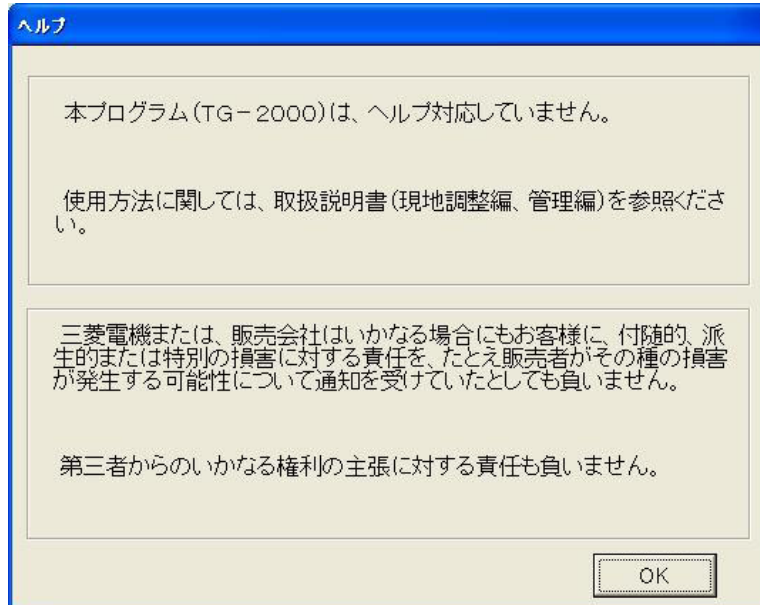 ヘルプ
本プログラム(TG-2000)は、ヘルプ対応していません。
使用方法に関しては、取扱説明書(現地調整編、管理編)を参照くださ
い。
三菱電機または、販売会社はいかなる場合にもお客様に、付随的、派
生的または特別の損害に対する責任を、たとえ販売者がその種の損害
が発生する可能性について通知を受けていたとしても負いません。
第三者からのいかなる権利の主張に対する責任も負いません。
OK